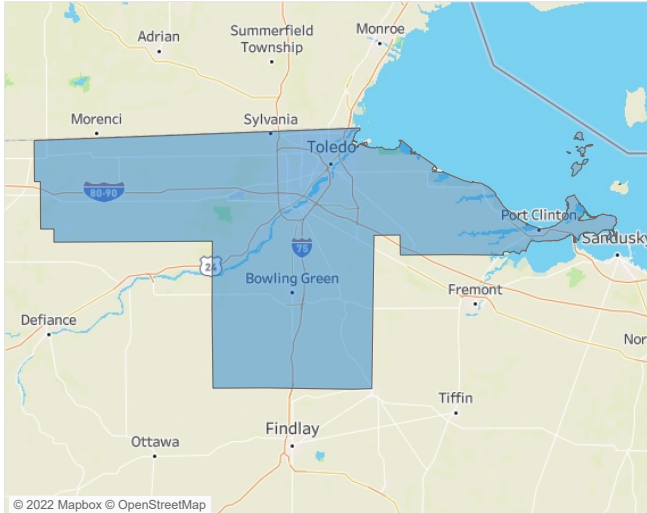 Adrian
Summerfield
Township
Monroe
Morenci
Sylvania
Toledo
80-90
Port Clinton
Sandusky
75
24
Bowling Green
Fremont
Defiance
Nor
Tiffin
Findlay
Ottawa
© 2022 Mapbox © OpenStreetMap